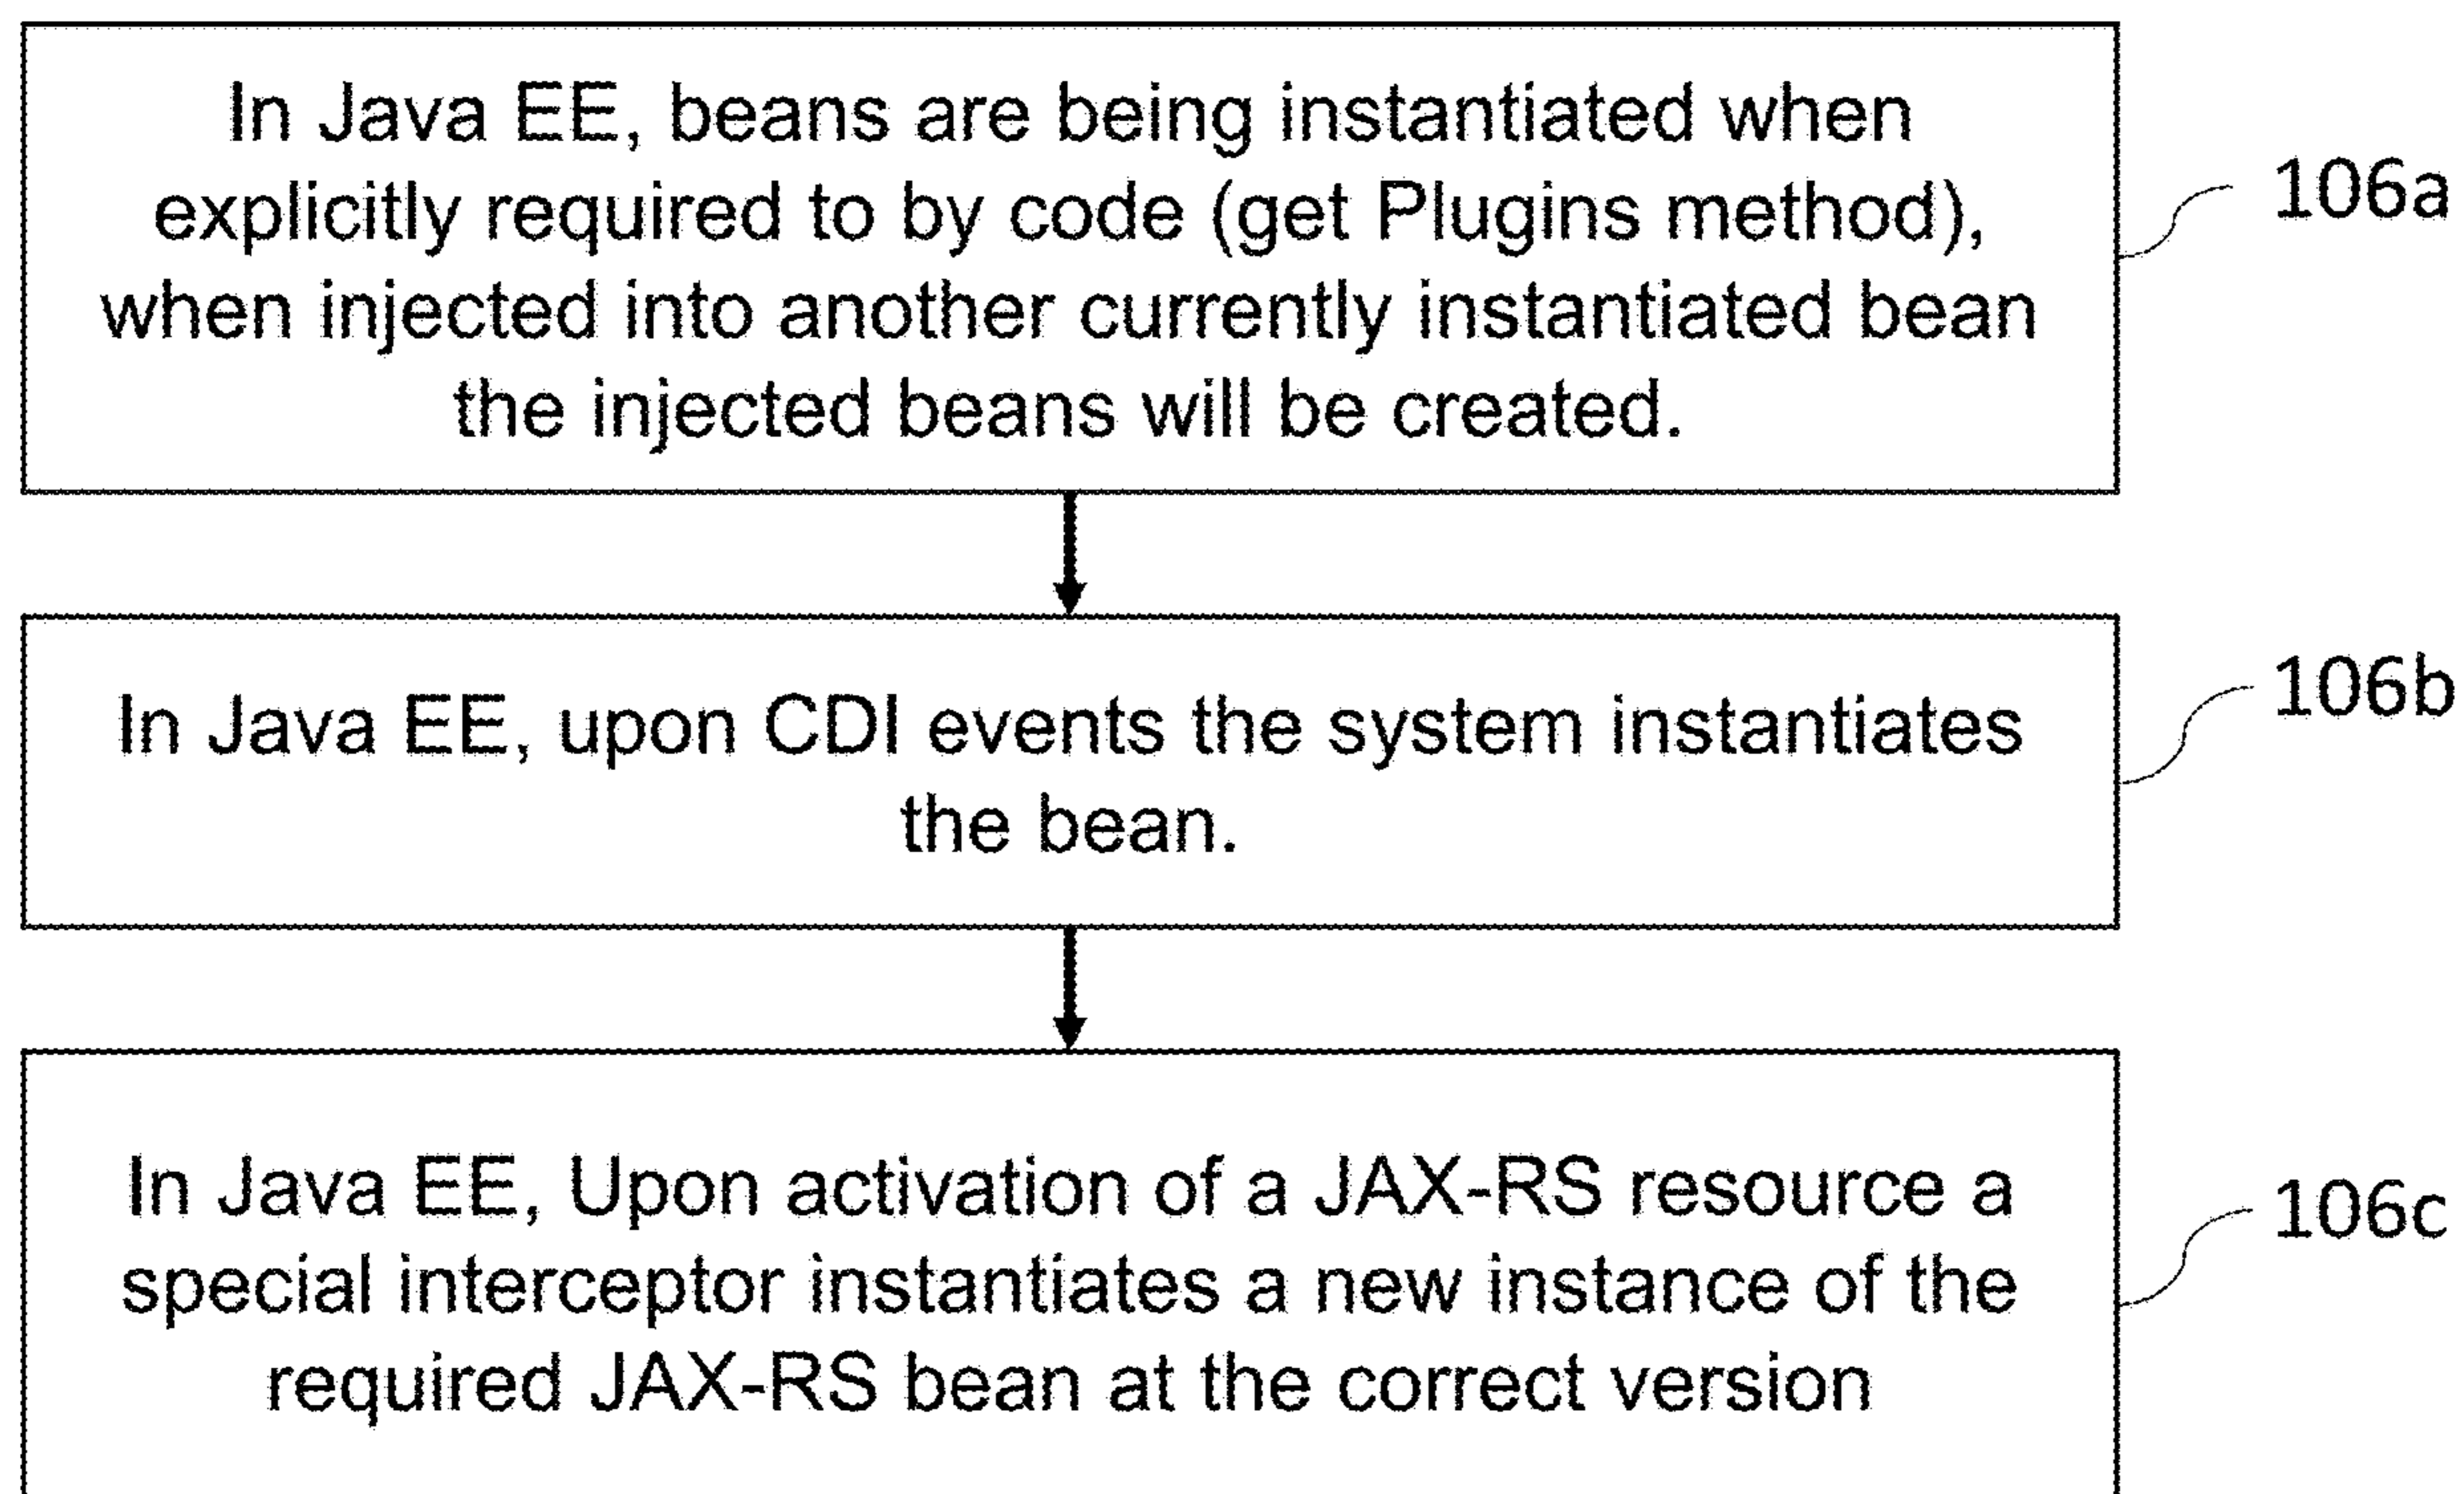 In Java EE, beans are being instantiated when
explicitly required to by code (get Plugins method),
when injected into another currently instantiated bean
the injected beans will be created.
106a
In Java EE, upon CDI events the system instantiates
the bean.
106b
In Java EE, Upon activation of a JAX-RS resource a
special interceptor instantiates a new instance of the
required JAX-RS bean at the correct version
106c